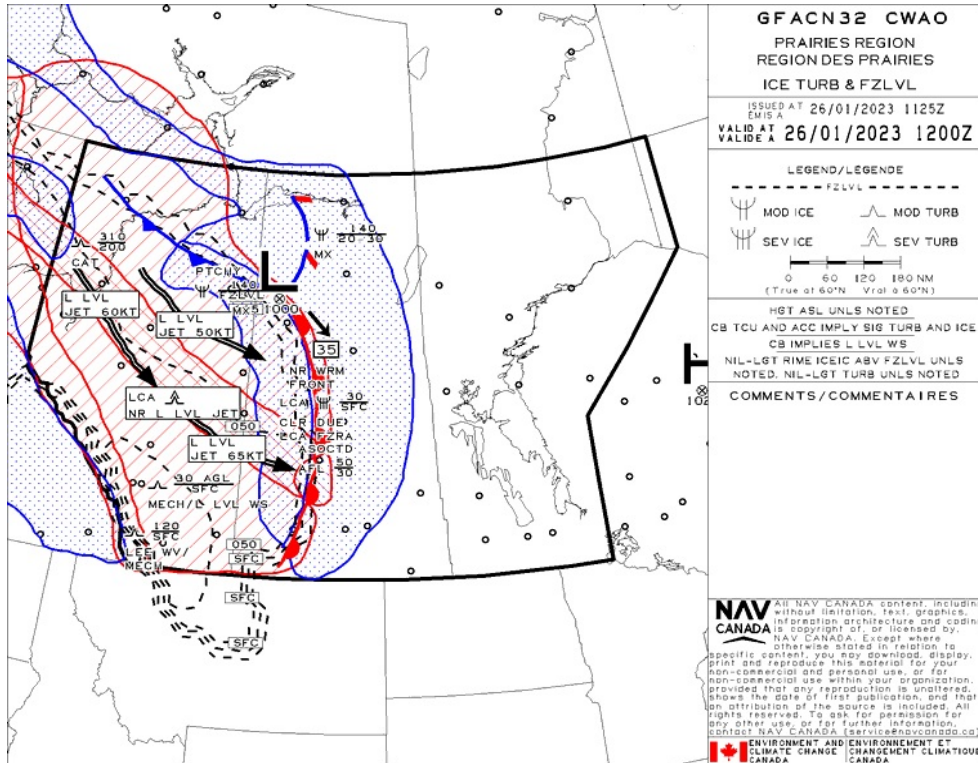 GFACN32 CWAO
PRAIRIES REGION
REGION DES PRAIRIES
ICE TURB & FZLVL
ISSUED AT 26/01/2023 1125Z
EMIS A
VALID AT 26/01/2023 1200Z
VALIDE A
LEGEND/LÉGENDE
FZLVL
MOD ICE
MOD TURB
SEV ICE
SEV TURB
0 60 120 180 NM
(True at 60°N Vrai à 60°N)
HGT ASL UNLS NOTED
CB TCU AND ACC IMPLY SIG TURB AND ICE
CB IMPLIES L LVL WS
NIL-LGT RIME ICEIC ABV FZLVL UNLS
NOTED. NIL-LGT TURB UNLS NOTED
COMMENTS/COMMENTAIRES
140
20-30
MX
310
200
CAT
PTCHY
140
FZLVL
MX5
L
1000
L LVL
JET 60KT
L LVL
JET 50KT
35
NR WRM
FRONT
LCA
30
SFC
LCA
NR L LVL JET
CLR DUE
050
LCA FZRA
ASOCTD
AFL
50
30
L LVL
JET 65KT
30 AGL
SFC
MECH/L LVL WS
120
SFC
LEE WV/
MECH
050
SFC
SFC
SFC
H
102
NAV
CANADA
All NAV CANADA content, includin
without limitation, text, graphics,
information architecture and codin
is copyright of, or licensed by,
NAV CANADA. Except where
otherwise stated in relation to
specific content, you may download, display,
print and reproduce this material for your
non-commercial and personal use, or for
non-commercial use within your organization,
provided that any reproduction is unaltered,
shows the date of first publication, and that
an attribution of the source is included. All
rights reserved. To ask for permission for
any other use, or for further information,
contact NAV CANADA (service@navcanada.ca)
ENVIRONMENT AND
CLIMATE CHANGE
CANADA
ENVIRONNEMENT ET
CHANGEMENT CLIMATIQUE
CANADA